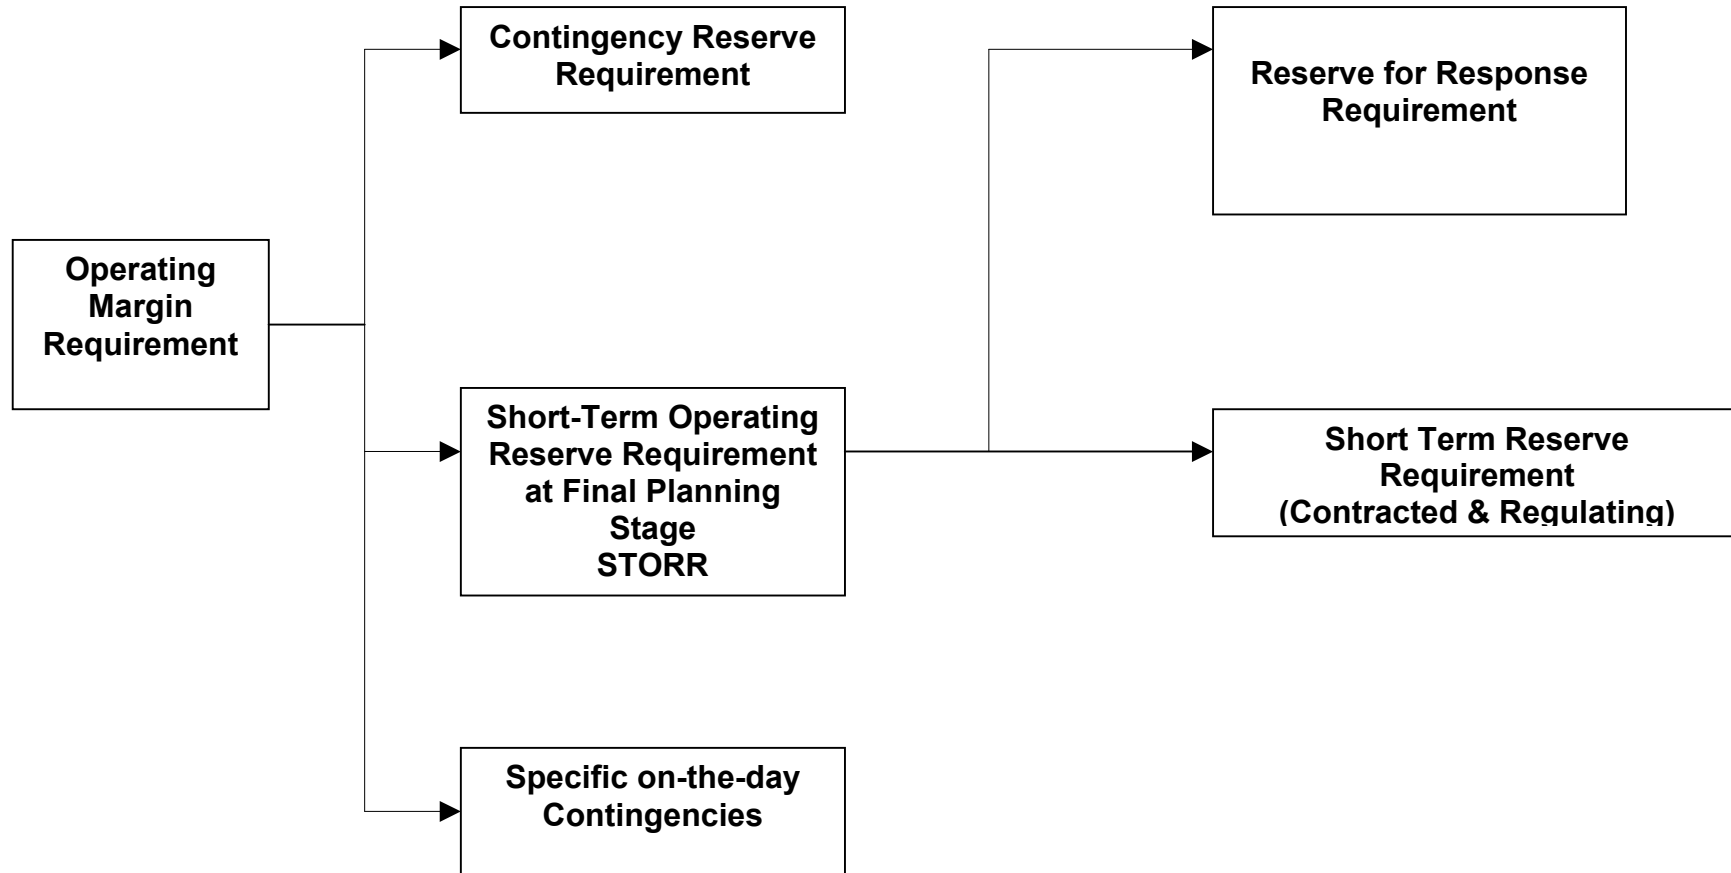 Contingency Reserve
Requirement
Reserve for Response
Requirement
Operating
Margin
Requirement
Short-Term Operating
Reserve Requirement
at Final Planning
Stage
STORR
Short Term Reserve
Requirement
(Contracted & Regulating)
Specific on-the-day
Contingencies